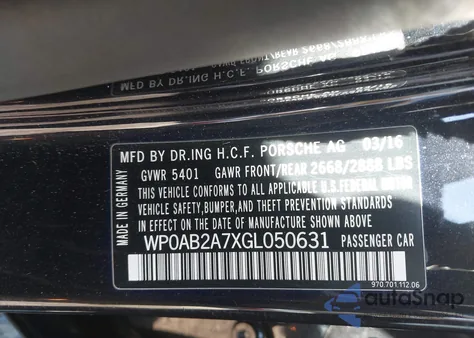 MADE IN GERMANY
MFD BY DR.ING H.C.F. PORSCHE AG 03/16
GVWR 5401 GAWR FRONT/REAR 2668/2888 LBS
THIS VEHICLE CONFORMS TO ALL APPLICABLE U.S.FEDERAL MOTOR
VEHICLE SAFETY, BUMPER, AND THEFT PREVENTION STANDARDS
IN EFFECT ON THE DATE OF MANUFACTURE SHOWN ABOVE
WP0AB2A7XGL050631 PASSENGER CAR
970.701.112.06
autoSnap